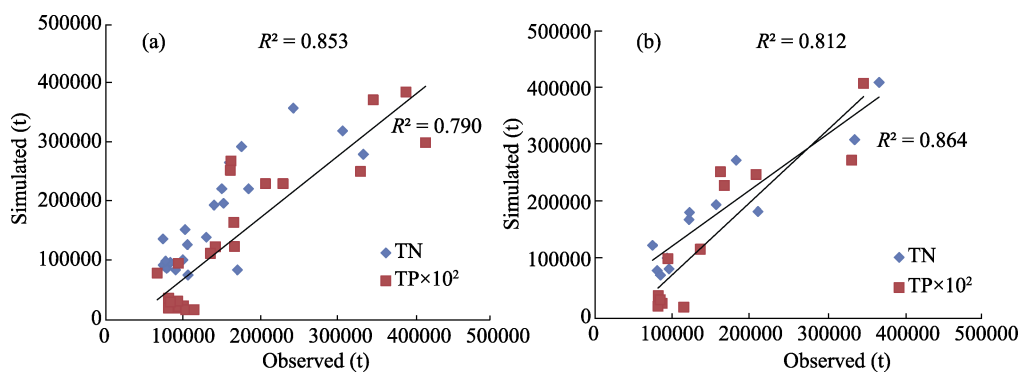 (a)
R² = 0.853
R² = 0.790
Simulated (t)
500000
400000
300000
200000
100000
0
TN
TP×10²
0 100000 200000 300000 400000 500000
Observed (t)
(b)
R² = 0.812
R² = 0.864
Simulated (t)
500000
400000
300000
200000
100000
0
TN
TP×10²
0 100000 200000 300000 400000 500000
Observed (t)